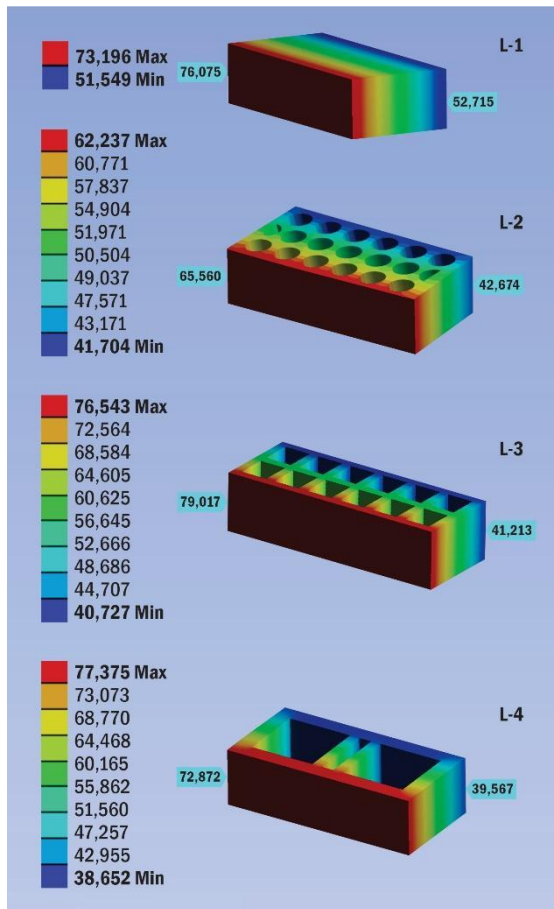 L-1
73,196 Max
51,549 Min
76,075
52,715
62,237 Max
60,771
57,837
54,904
51,971
50,504
49,037
47,571
43,171
41,704 Min
L-2
65,560
42,674
76,543 Max
72,564
68,584
64,605
60,625
56,645
52,666
48,686
44,707
40,727 Min
L-3
79,017
41,213
77,375 Max
73,073
68,770
64,468
60,165
55,862
51,560
47,257
42,955
38,652 Min
L-4
72,872
39,567